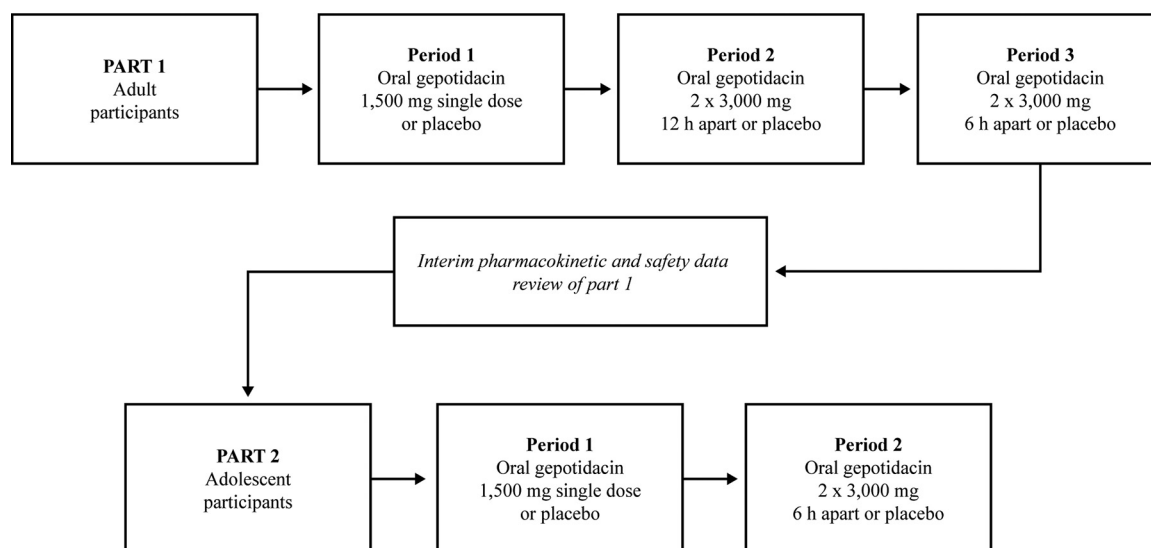 PART 1
Adult
participants
Period 1
Oral gepotidacin
1,500 mg single dose
or placebo
Period 2
Oral gepotidacin
2 x 3,000 mg
12 h apart or placebo
Period 3
Oral gepotidacin
2 x 3,000 mg
6 h apart or placebo
Interim pharmacokinetic and safety data
review of part 1
PART 2
Adolescent
participants
Period 1
Oral gepotidacin
1,500 mg single dose
or placebo
Period 2
Oral gepotidacin
2 x 3,000 mg
6 h apart or placebo